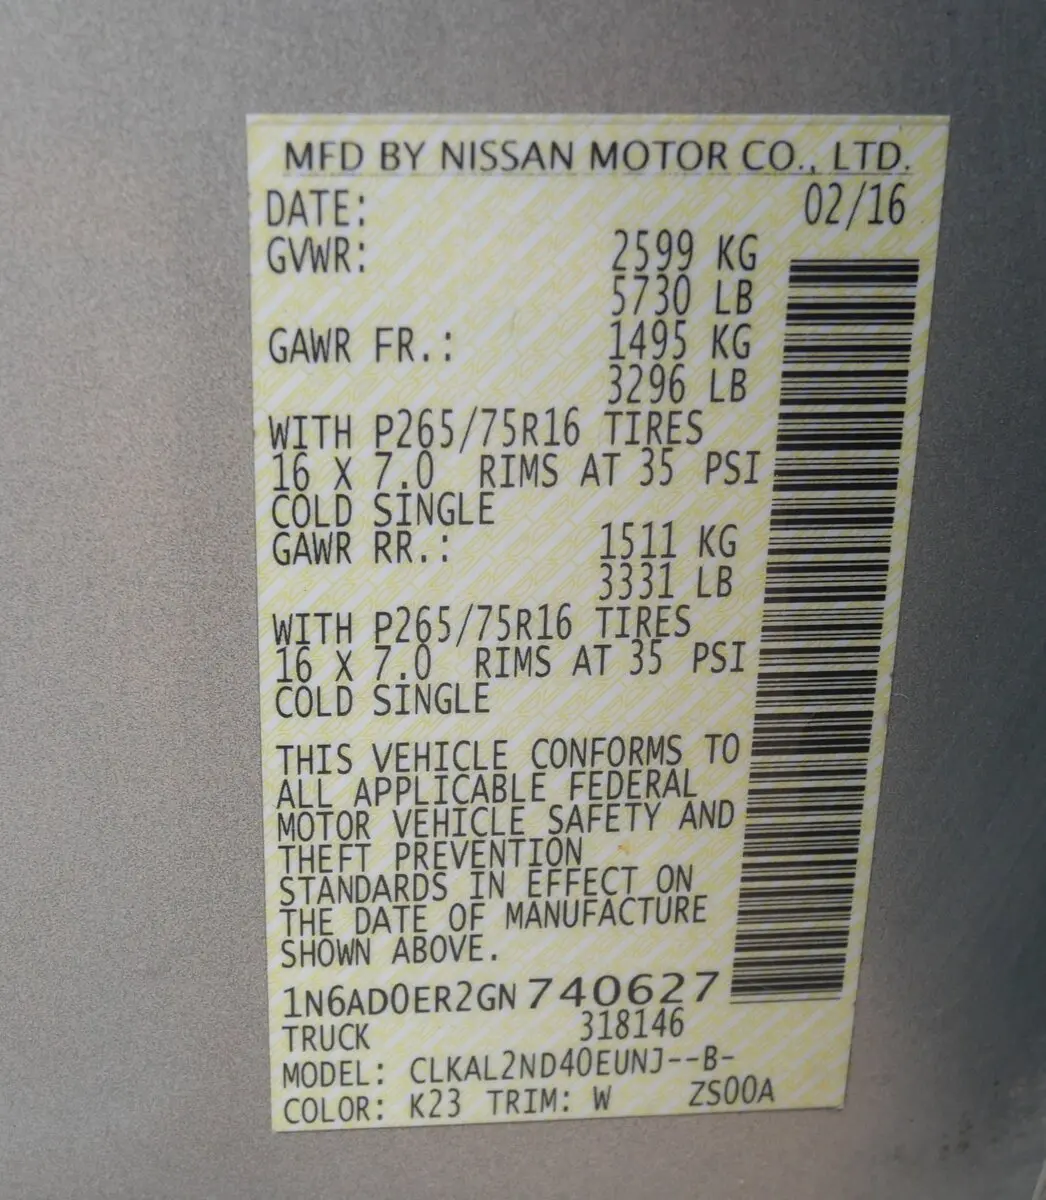 MFD BY NISSAN MOTOR CO., LTD.
DATE: 02/16
GVWR: 2599 KG
5730 LB
GAWR FR.: 1495 KG
3296 LB
WITH P265/75R16 TIRES
16 X 7.0 RIMS AT 35 PSI
COLD SINGLE
GAWR RR.: 1511 KG
3331 LB
WITH P265/75R16 TIRES
16 X 7.0 RIMS AT 35 PSI
COLD SINGLE
THIS VEHICLE CONFORMS TO
ALL APPLICABLE FEDERAL
MOTOR VEHICLE SAFETY AND
THEFT PREVENTION
STANDARDS IN EFFECT ON
THE DATE OF MANUFACTURE
SHOWN ABOVE.
1N6AD0ER2GN740627
TRUCK 318146
MODEL: CLKAL2ND40EUNJ--B-
COLOR: K23 TRIM: W ZS00A